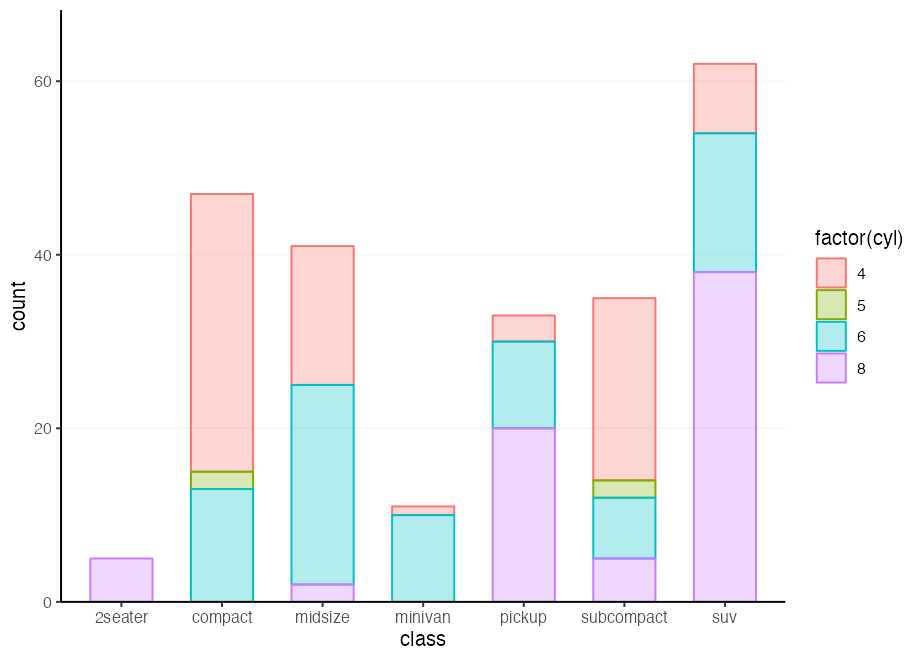 60
40
20
0
count
2seater compact midsize minivan pickup subcompact suv
class
factor(cyl)
4
5
6
8